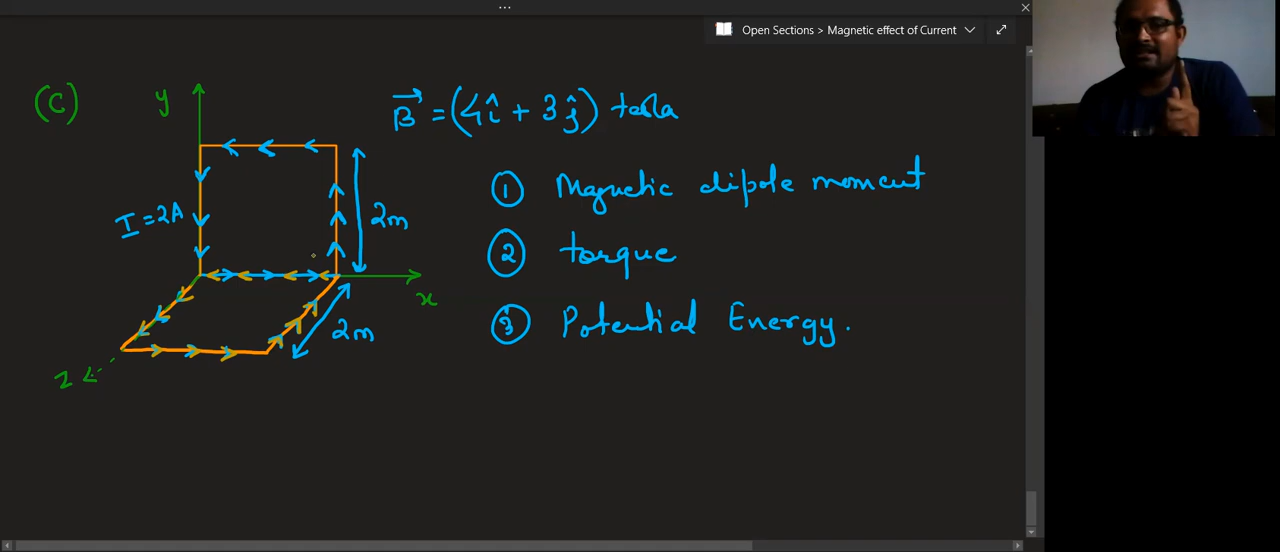 Open Sections > Magnetic effect of Current
(C)
y
B = (4î + 3ĵ) tesla
① Magnetic dipole moment
I = 2A
2m
② torque
x
2m
③ Potential Energy.
z